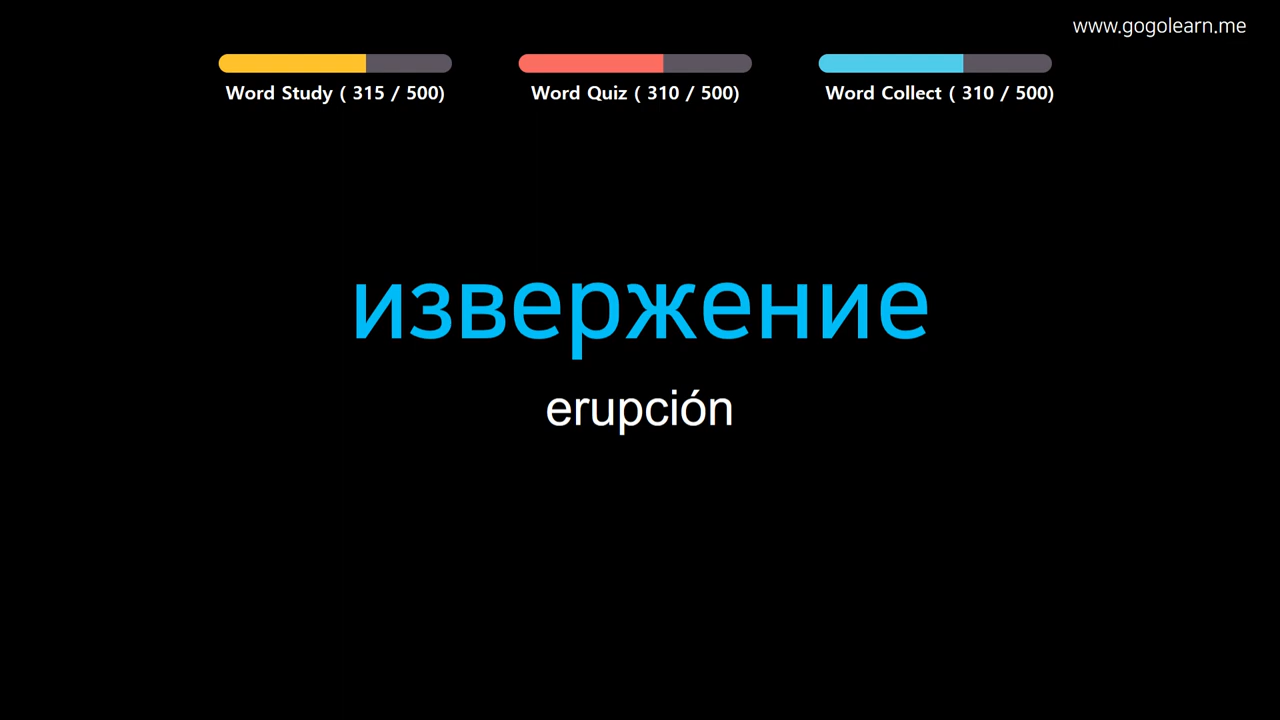 www.gogolearn.me
Word Study ( 315 / 500)
Word Quiz ( 310 / 500)
Word Collect ( 310 / 500)
извержение
erupción